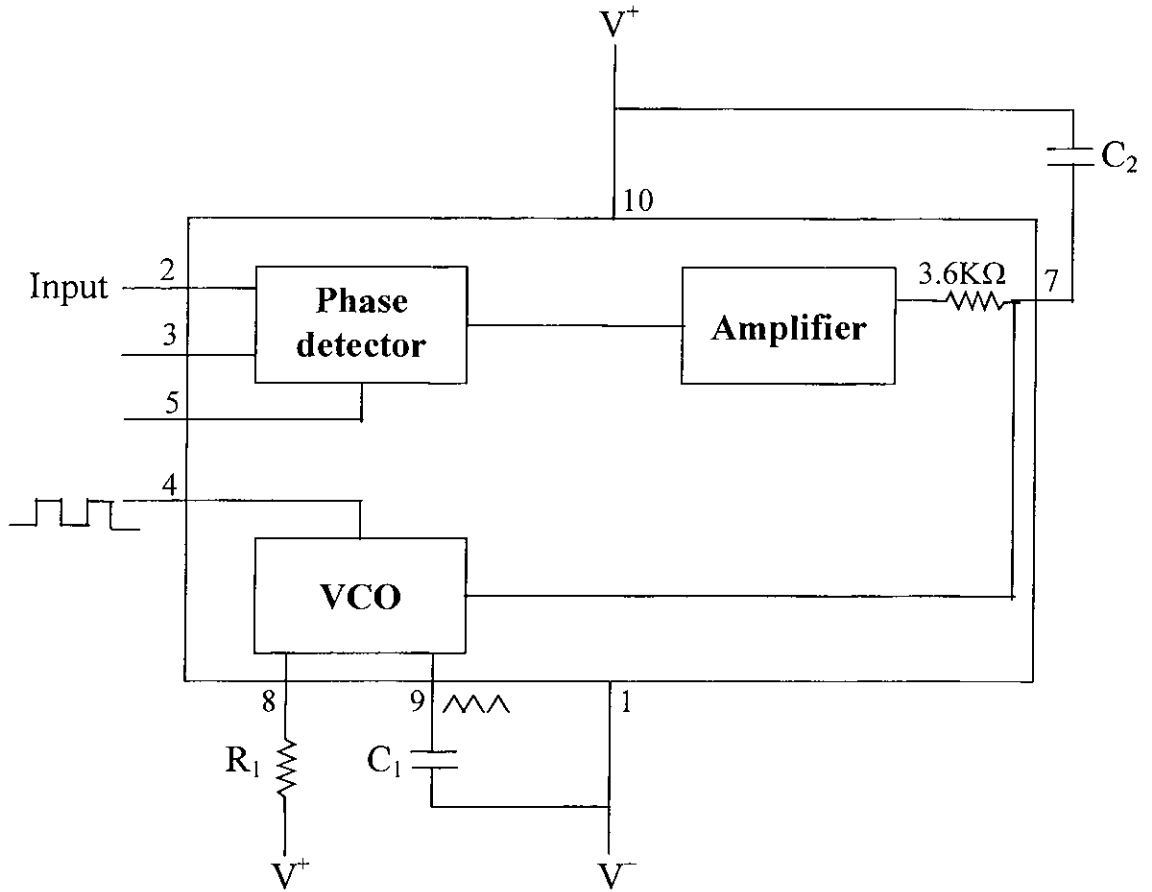 V⁺
C₂
10
Input
2
Phase
detector
Amplifier
3.6KΩ
7
3
5
4
VCO
8
9
1
R₁
C₁
V⁺
V⁻